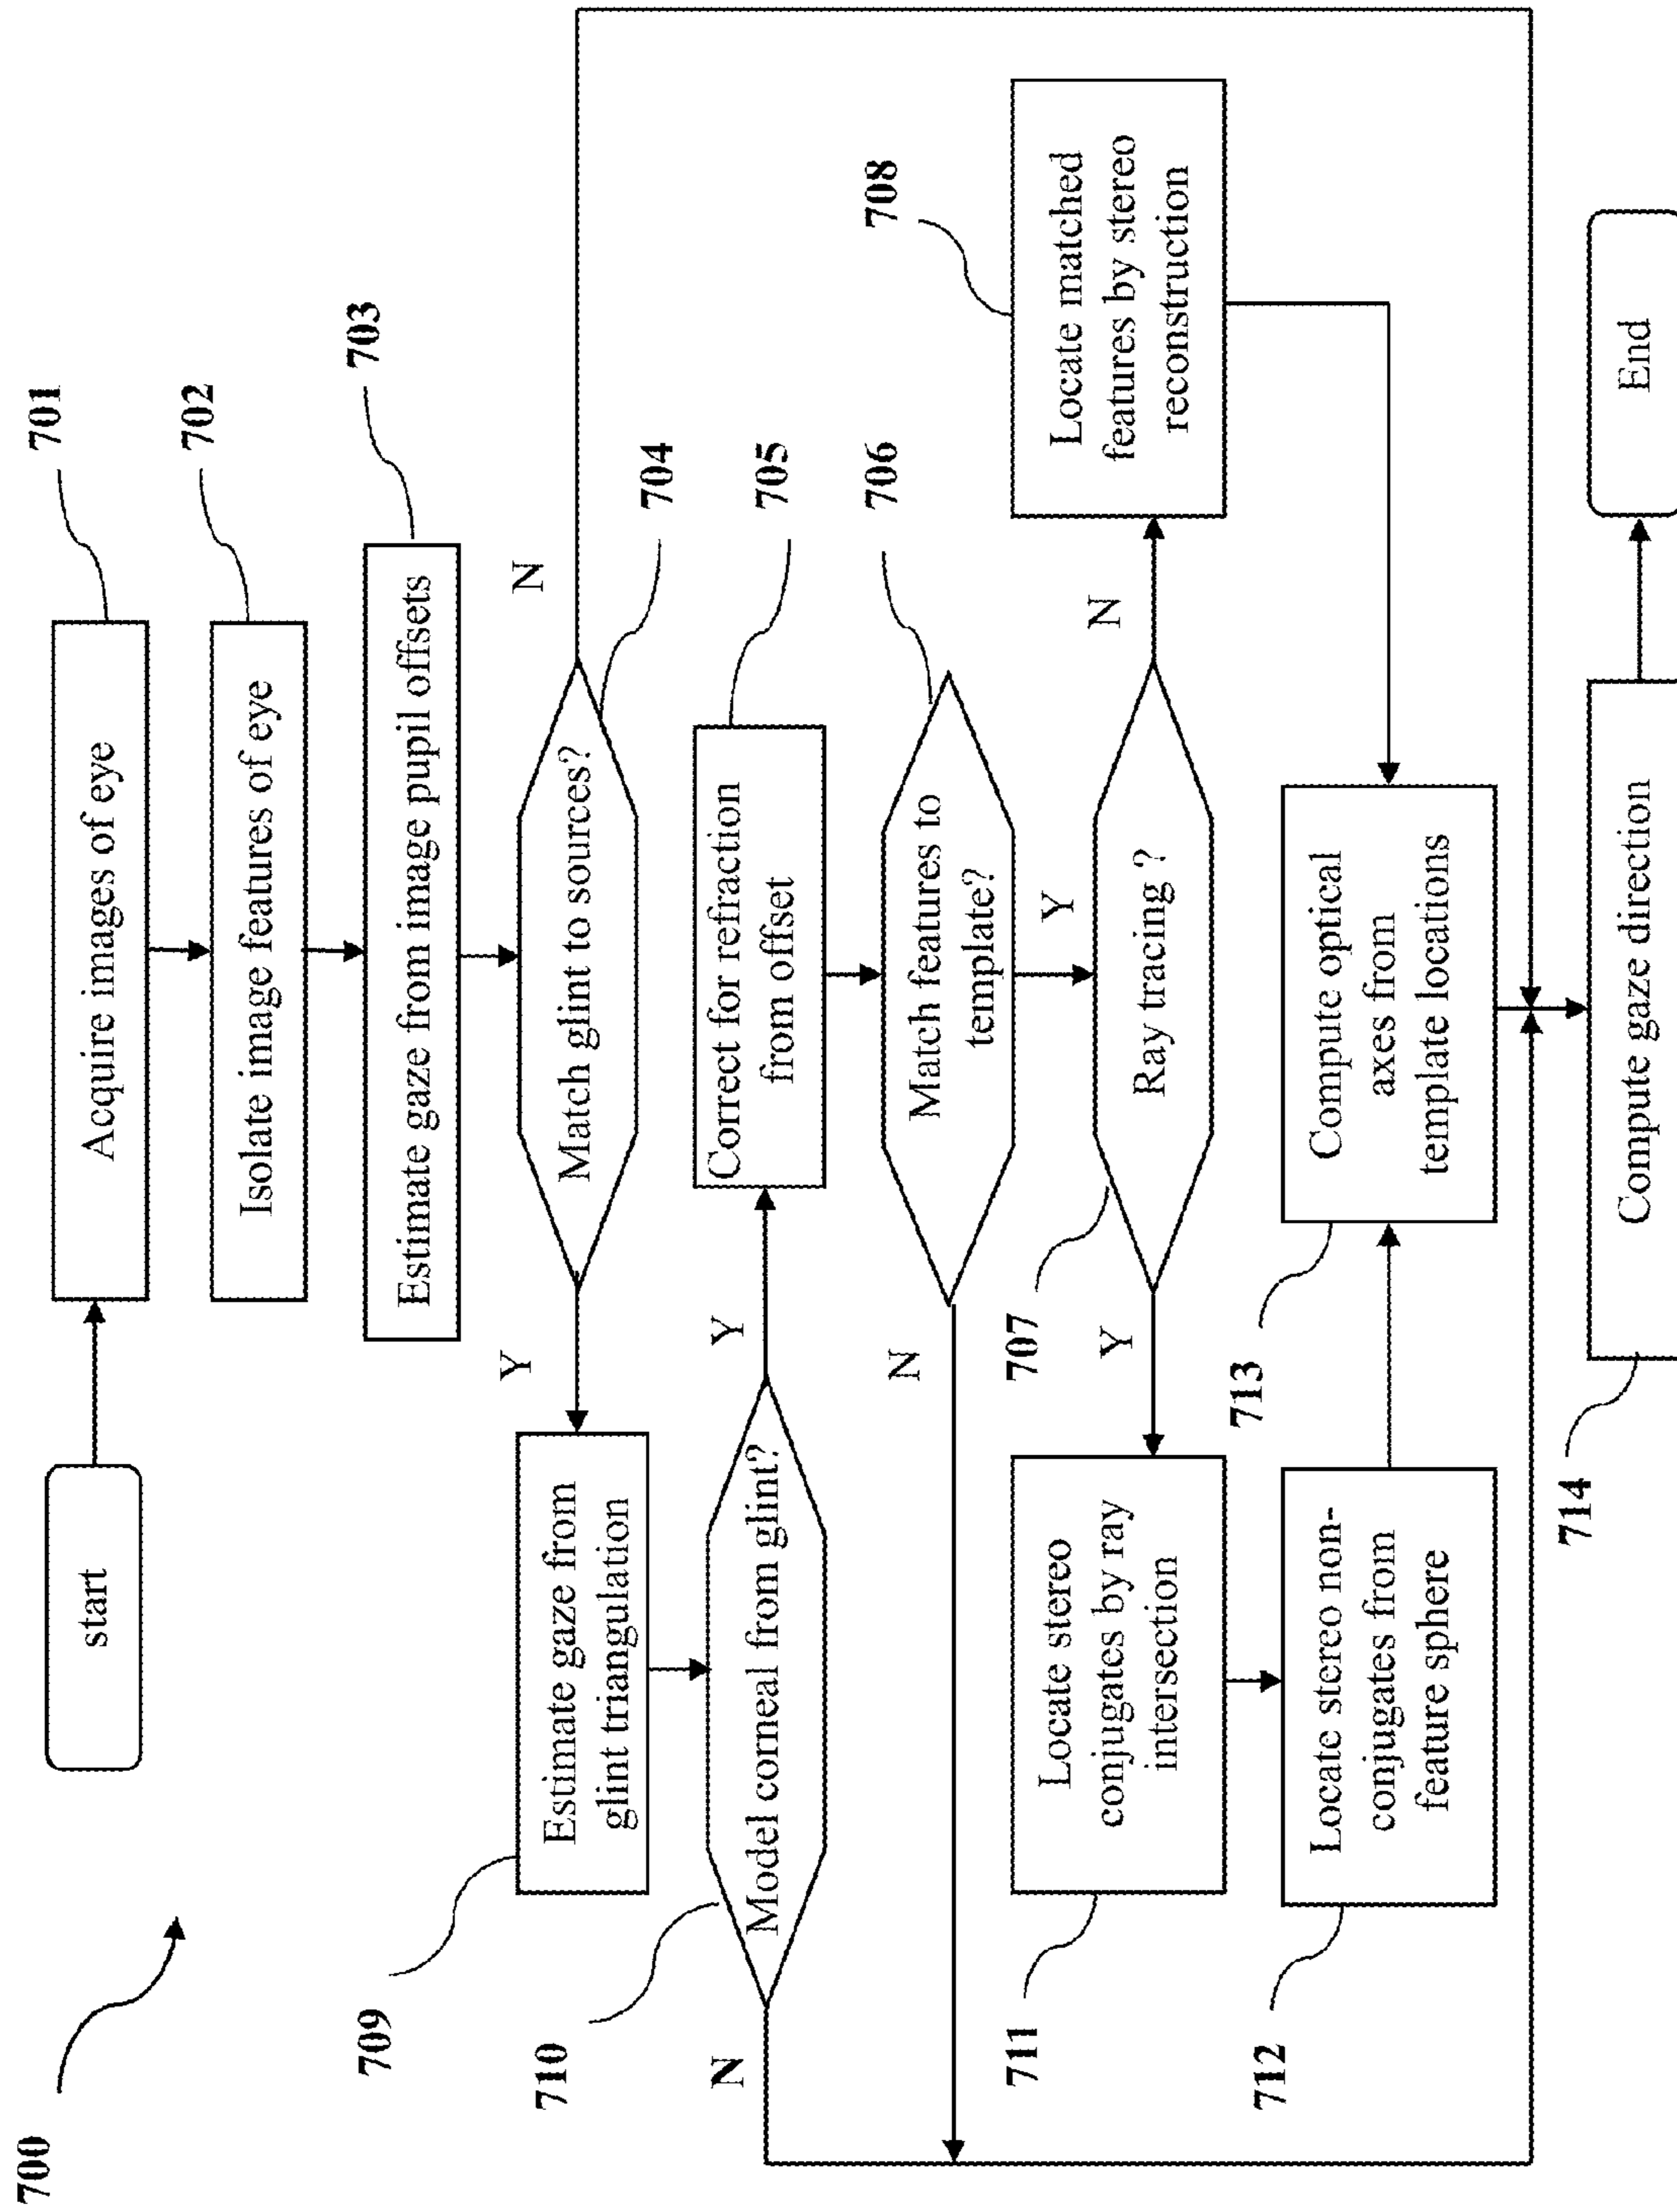 700
start
Acquire images of eye
701
Isolate image features of eye
702
Estimate gaze from image pupil offsets
703
Match glint to sources?
704
Y
N
Estimate gaze from
glint triangulation
709
Model corneal from glint?
710
Y
N
Correct for refraction
from offset
705
Match features to
template?
706
N
Y
Ray tracing ?
707
Y
N
Locate matched
features by stereo
reconstruction
708
Locate stereo
conjugates by ray
intersection
711
Locate stereo non-
conjugates from
feature sphere
712
Compute optical
axes from
template locations
713
Compute gaze direction
714
End